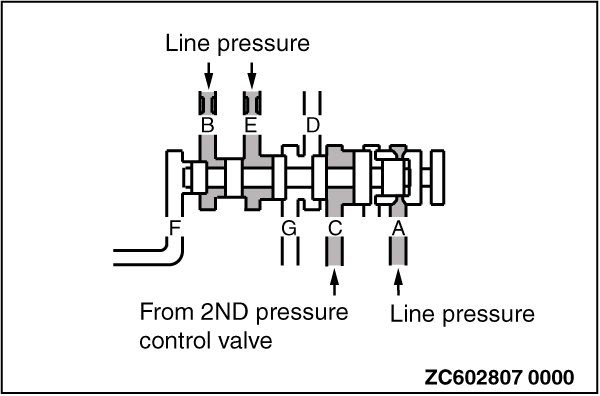 Line pressure
B E D
F G C A
From 2ND pressure
control valve
Line pressure
ZC602807 0000